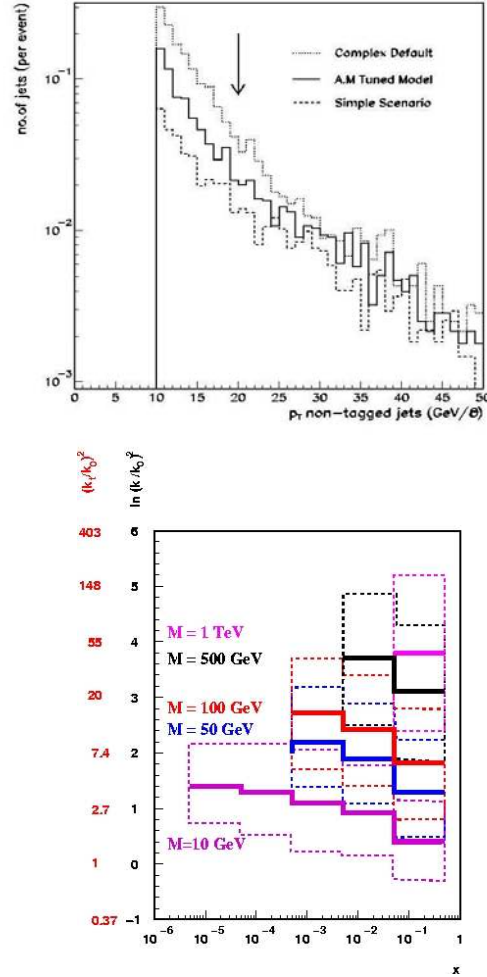 no.of jets (per event)
10⁻¹
10⁻²
10⁻³
Complex Default
A.M Tuned Model
Simple Scenario
0 5 10 15 20 25 30 35 40 45 50
p_T non-tagged jets (GeV/θ)
(k_t/k_0)²
ln (k_t/k_0)²
403
148
55
20
7.4
2.7
1
0.37
6
5
4
3
2
1
0
-1
M = 1 TeV
M = 500 GeV
M = 100 GeV
M = 50 GeV
M=10 GeV
10⁻⁶ 10⁻⁵ 10⁻⁴ 10⁻³ 10⁻² 10⁻¹ 1
x